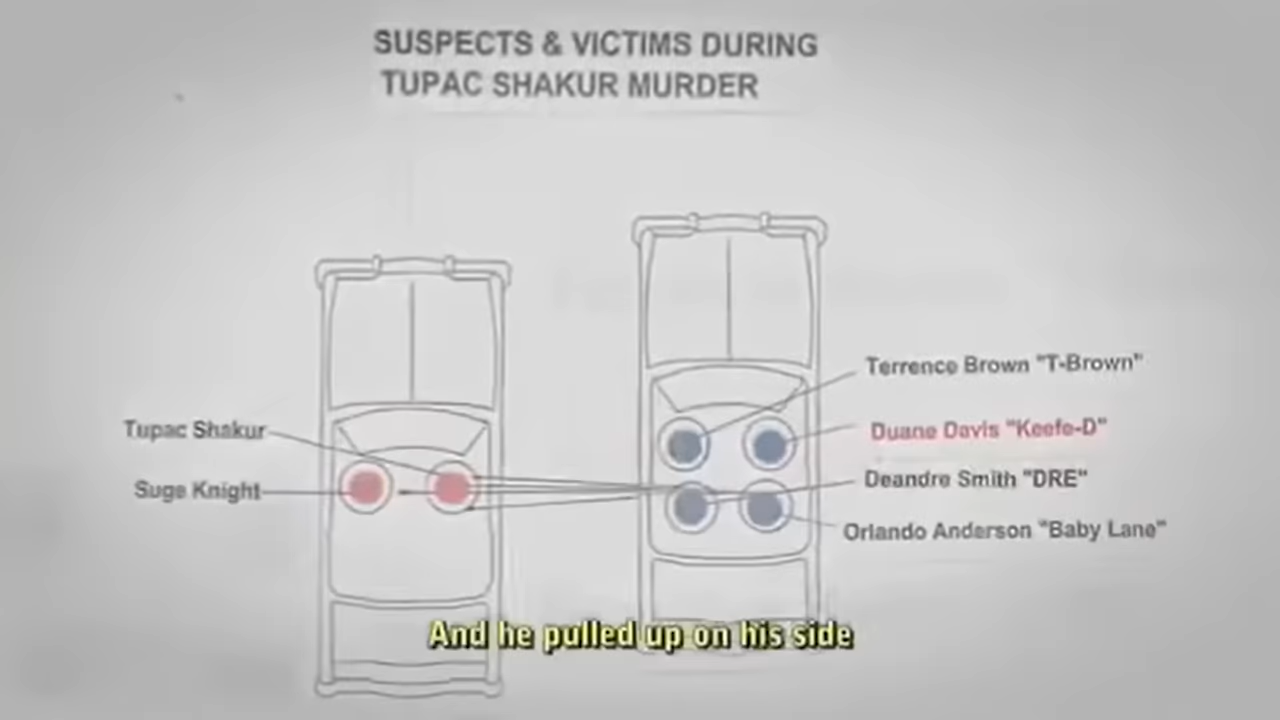 SUSPECTS & VICTIMS DURING
TUPAC SHAKUR MURDER
Terrence Brown "T-Brown"
Tupac Shakur
Duane Davis "Keefe-D"
Suge Knight
Deandre Smith "DRE"
Orlando Anderson "Baby Lane"
And he pulled up on his side